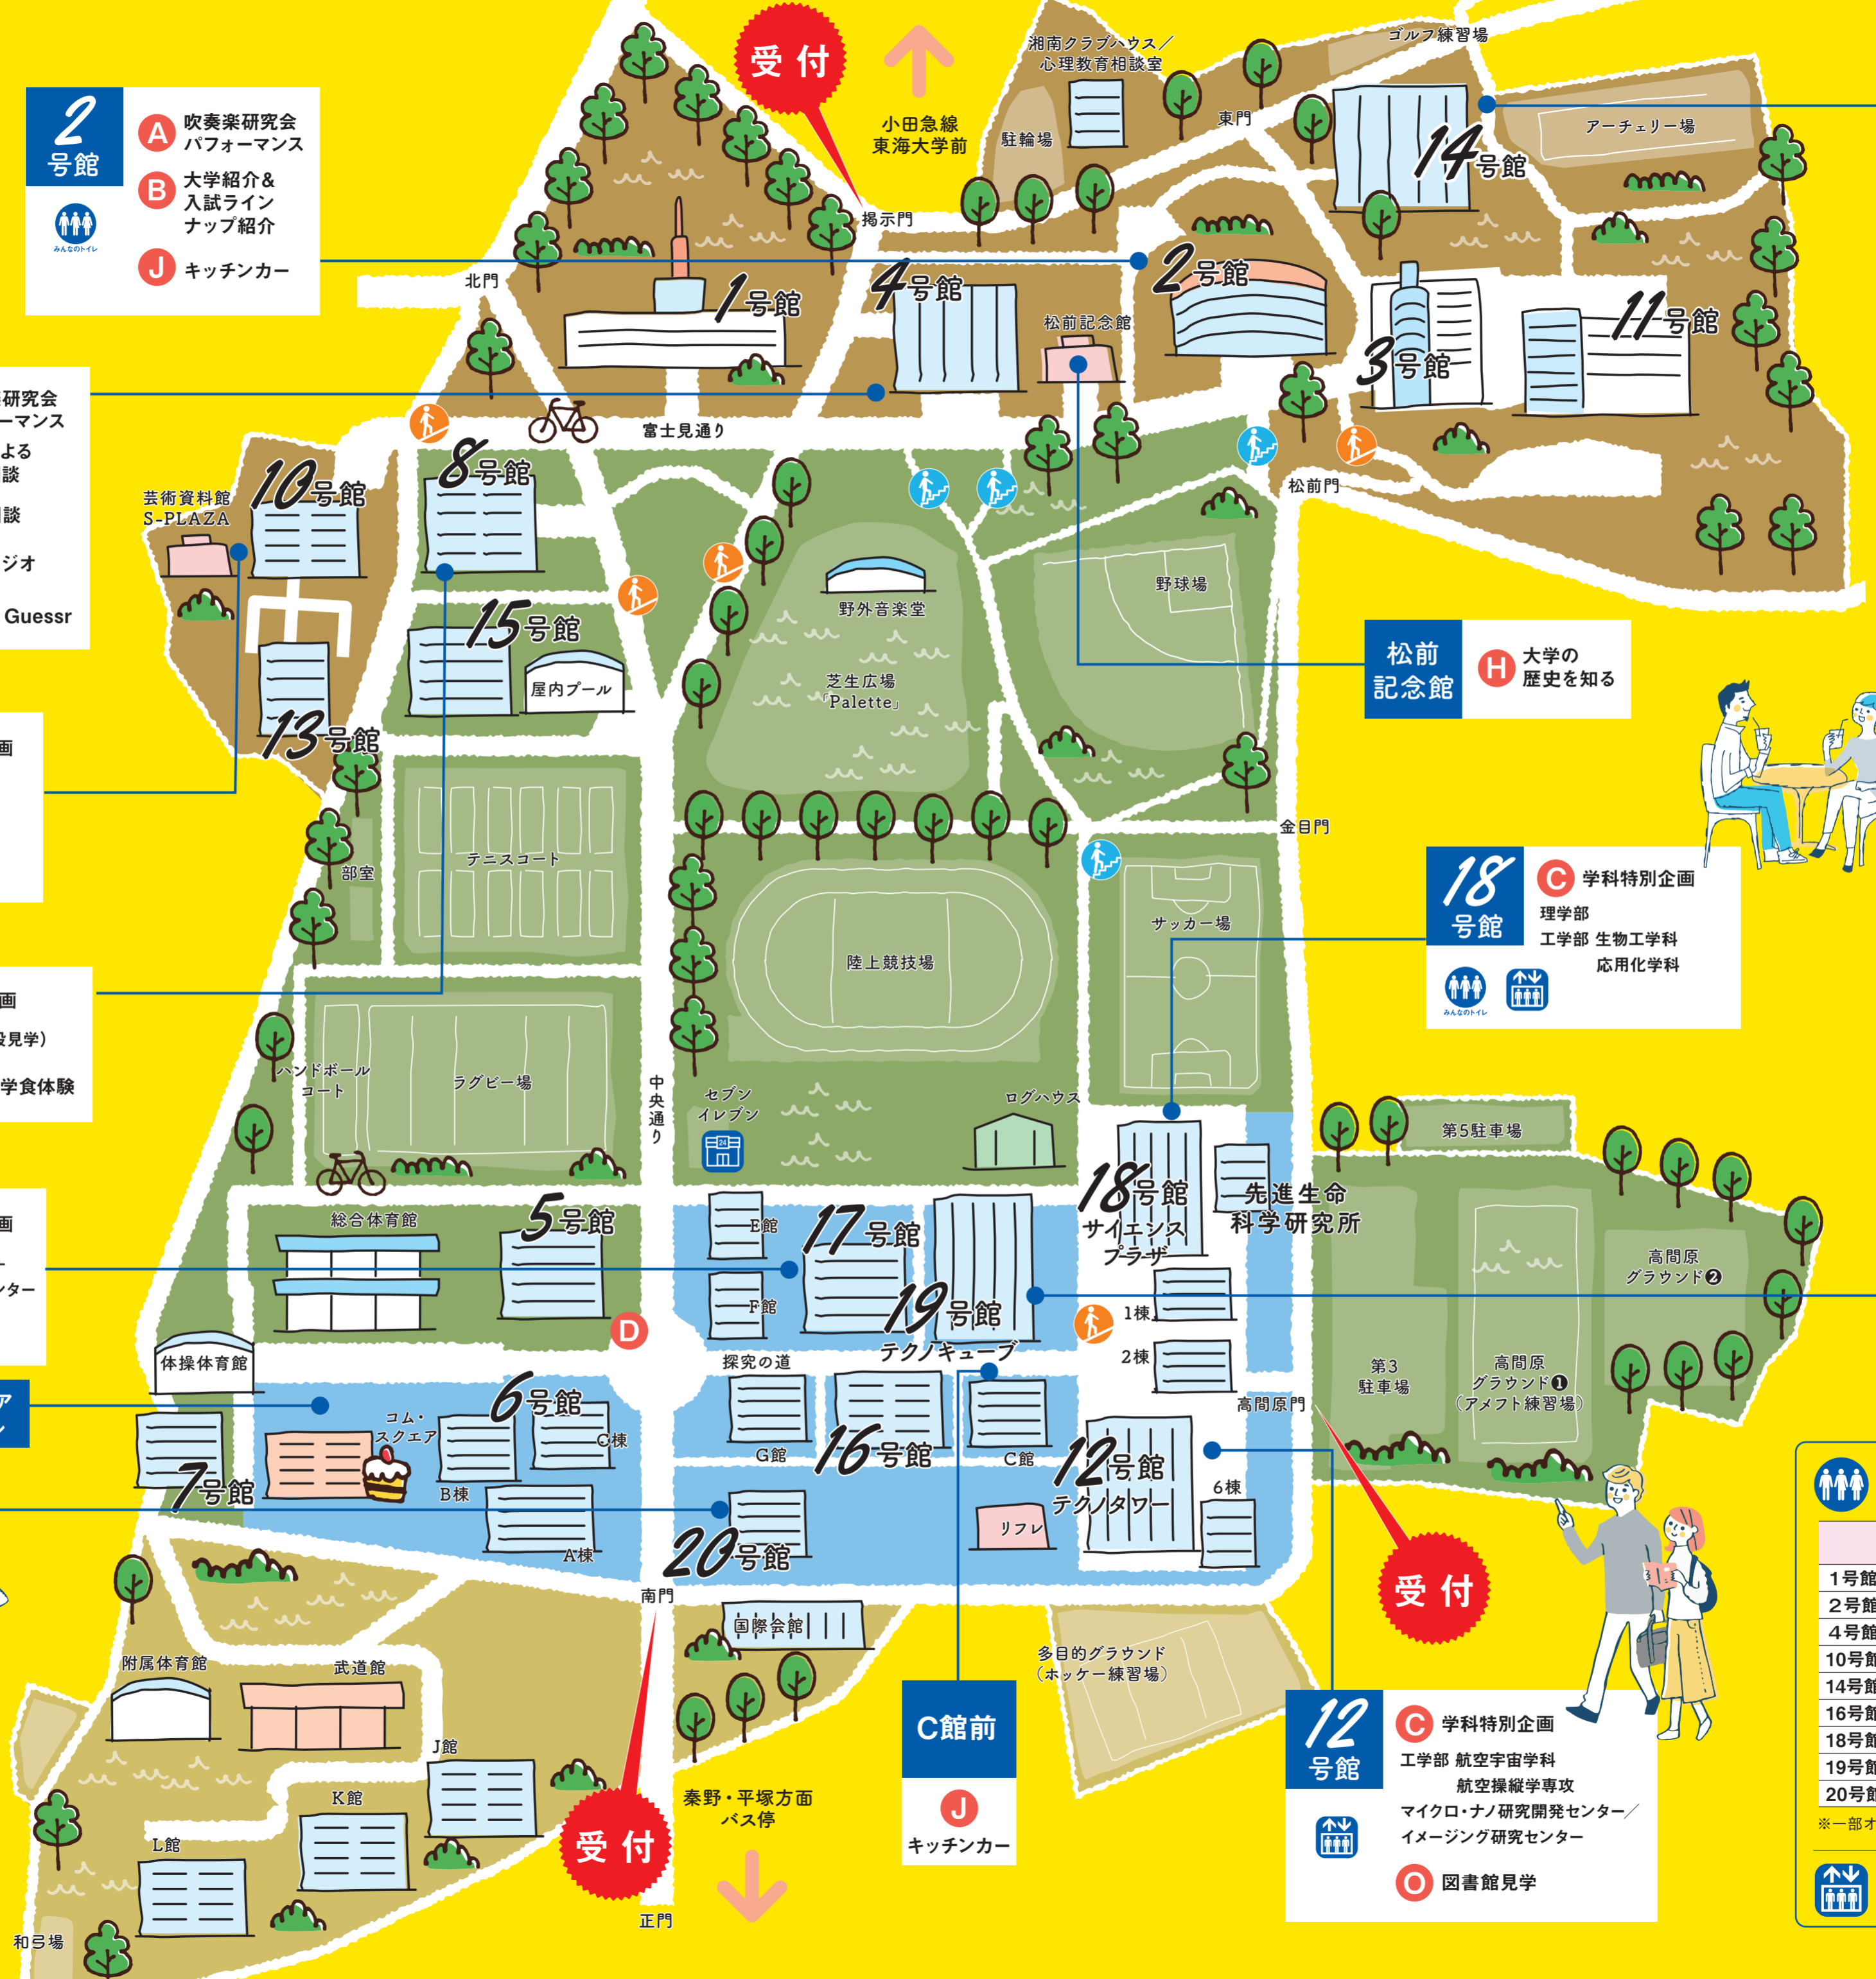 受付
小田急線
東海大学前
湘南クラブハウス／
心理教育相談室
ゴルフ練習場
駐輪場
東門
アーチェリー場
14号館
掲示門
2
号館
みんなのトイレ
A 吹奏楽研究会
パフォーマンス
B 大学紹介＆
入試ライン
ナップ紹介
J キッチンカー
北門
1号館
4号館
松前記念館
2号館
3号館
11号館
研究会
ーマンス
よる
談
談
ジオ
Guessr
富士見通り
松前門
芸術資料館
S-PLAZA
10号館
8号館
15号館
屋内プール
13号館
野外音楽堂
芝生広場
「Palette」
野球場
松前
記念館
H 大学の
歴史を知る
画
部室
テニスコート
金目門
サッカー場
陸上競技場
18
号館
みんなのトイレ
C 学科特別企画
理学部
工学部 生物工学科
応用化学科
画
設見学）
学食体験
ハンドボール
コート
ラグビー場
中央通り
セブン
イレブン
24
ログハウス
第5駐車場
18号館
サイエンス
プラザ
先進生命
科学研究所
画
ー
ンター
総合体育館
5号館
D
E館
F館
17号館
19号館
テクノキューブ
1棟
2棟
高間原
グラウンド❷
第3
駐車場
高間原
グラウンド❶
（アメフト練習場）
体操体育館
探究の道
高間原門
ア
ル
7号館
コム・
スクエア
6号館
C棟
B棟
A棟
G館
16号館
C館
12号館
テクノタワー
6棟
リフレ
20号館
南門
国際会館
受付
多目的グラウンド
（ホッケー練習場）
附属体育館
武道館
J館
K館
L館
和弓場
受付
秦野・平塚方面
バス停
正門
C館前
J
キッチンカー
12
号館
C 学科特別企画
工学部 航空宇宙学科
航空操縦学専攻
マイクロ・ナノ研究開発センター／
イメージング研究センター
O 図書館見学
1号館
2号館
4号館
10号館
14号館
16号館
18号館
19号館
20号館
※一部オ